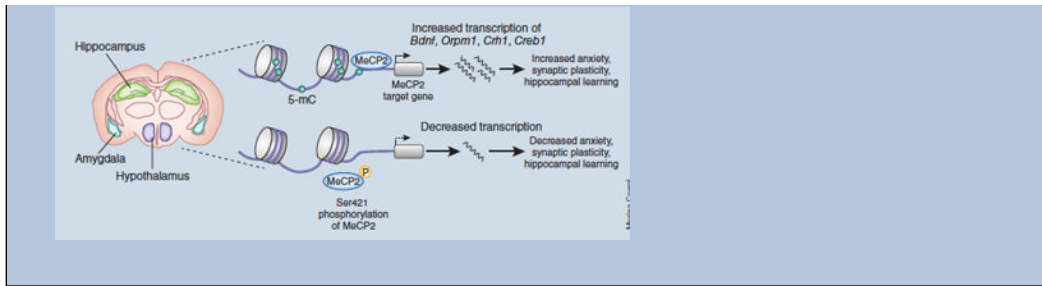 Increased transcription of
Bdnf, Orpm1, Crh1, Creb1
Hippocampus
MeCP2
Increased anxiety,
synaptic plasticity,
hippocampal learning
5-mC
MeCP2
target gene
Decreased transcription
Decreased anxiety,
synaptic plasticity,
hippocampal learning
Amygdala
Hypothalamus
MeCP2
P
Ser421
phosphorylation
of MeCP2